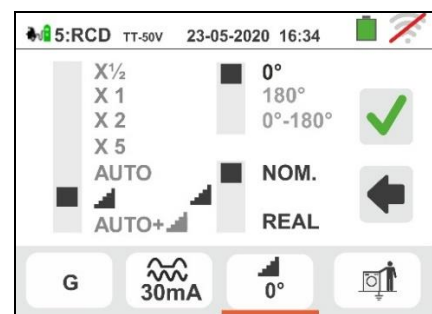 5:RCD TT-50V 23-05-2020 16:34
X½ 0°
X 1 180°
X 2 0°-180°
X 5
AUTO NOM.
AUTO+ REAL
G 30mA 0°